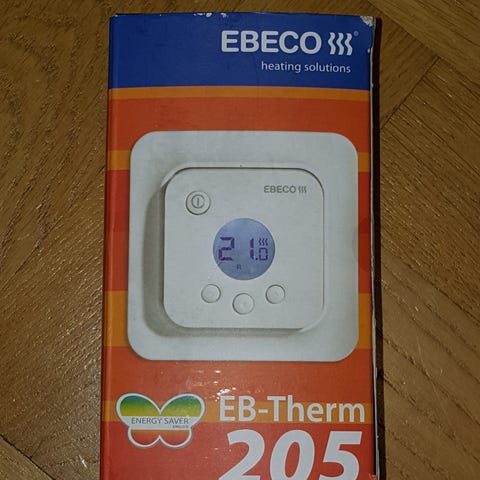 EBECO
heating solutions
EBECO
21.0
R
ENERGY SAVER
EB-Therm
205